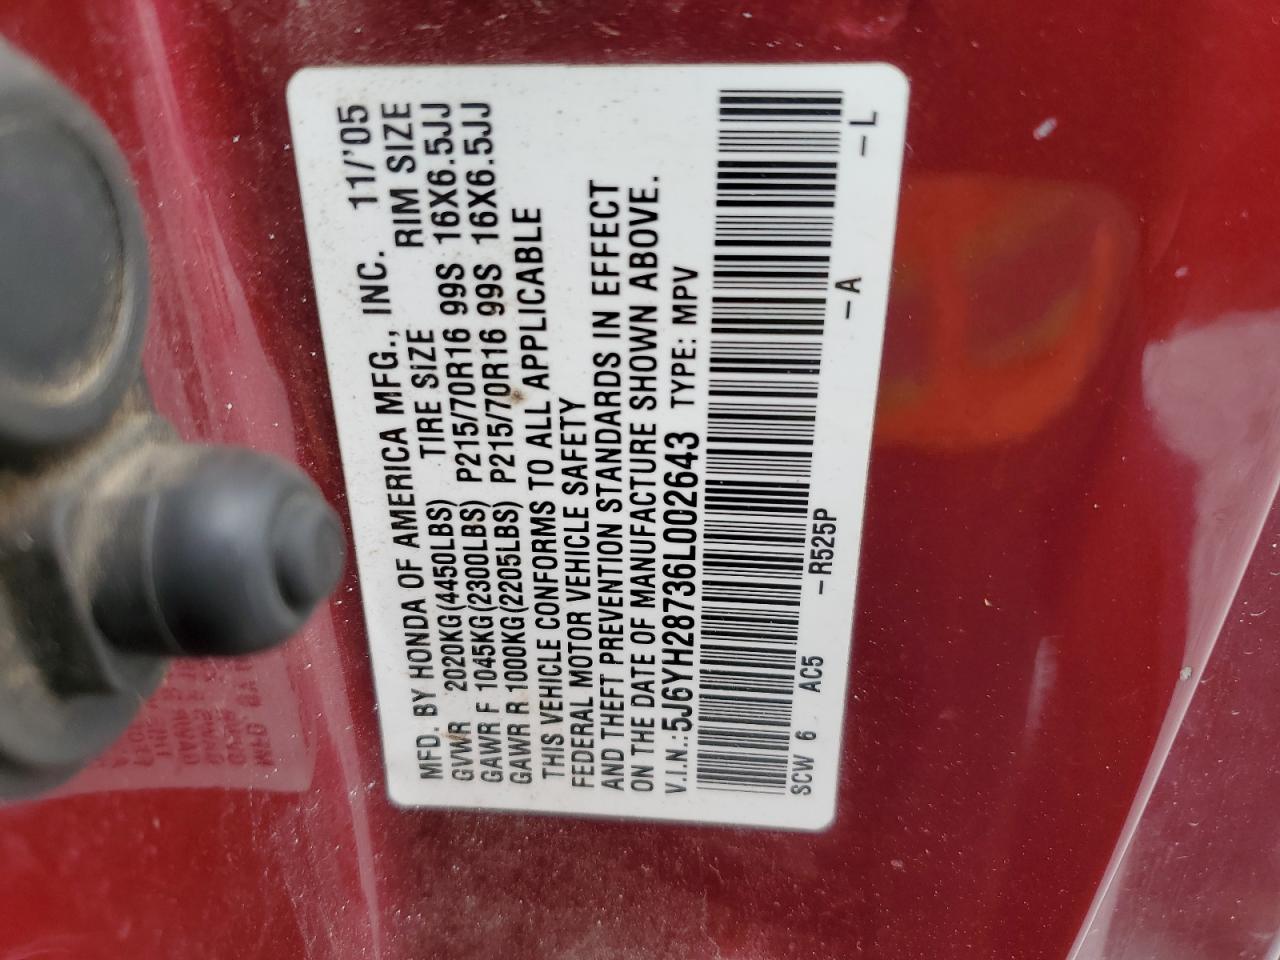 MFD. BY HONDA OF AMERICA MFG., INC. 11/'05
GVWR 2020KG(4450LBS) TIRE SIZE RIM SIZE
GAWR F 1045KG(2300LBS) P215/70R16 99S 16X6.5JJ
GAWR R 1000KG(2205LBS) P215/70R16 99S 16X6.5JJ
THIS VEHICLE CONFORMS TO ALL APPLICABLE
FEDERAL MOTOR VEHICLE SAFETY
AND THEFT PREVENTION STANDARDS IN EFFECT
ON THE DATE OF MANUFACTURE SHOWN ABOVE.
V.I.N.: 5J6YH28736L002643 TYPE: MPV
SCW 6 AC5 –R525P –A –L